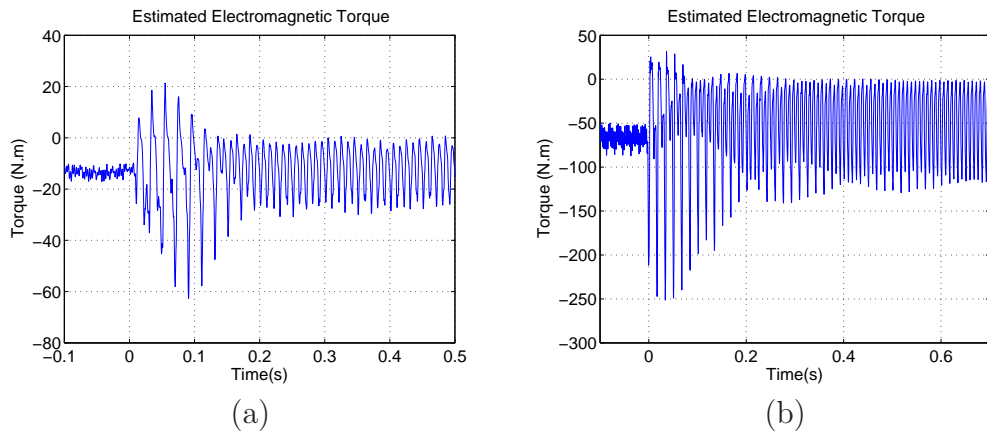 Estimated Electromagnetic Torque
40
20
0
−20
−40
−60
−80
Torque (N.m)
−0.1 0 0.1 0.2 0.3 0.4 0.5
Time(s)
(a)
Estimated Electromagnetic Torque
50
0
−50
−100
−150
−200
−250
−300
Torque (N.m)
0 0.2 0.4 0.6
Time(s)
(b)